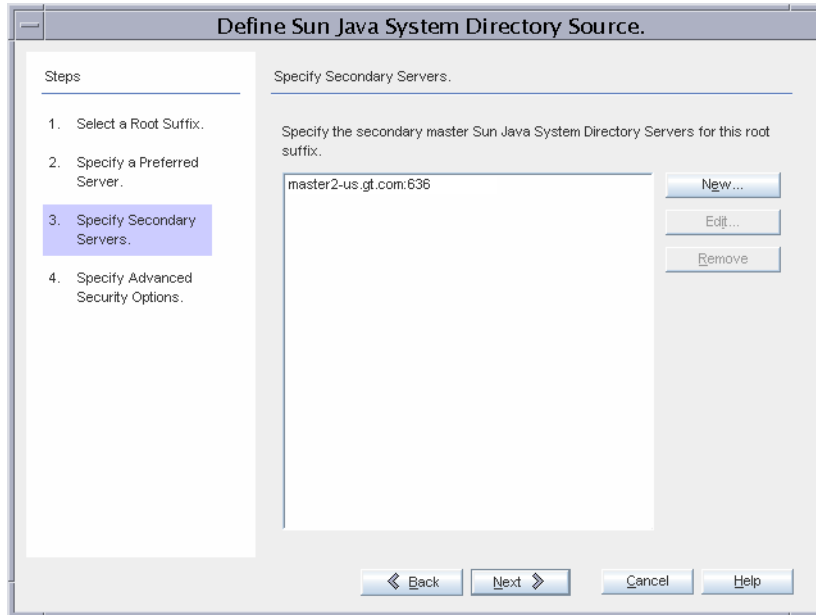 Define Sun Java System Directory Source.
Steps
1. Select a Root Suffix.
2. Specify a Preferred
Server.
3. Specify Secondary
Servers.
4. Specify Advanced
Security Options.
Specify Secondary Servers.
Specify the secondary master Sun Java System Directory Servers for this root
suffix.
master2-us.gt.com:636
New...
Edit...
Remove
Back
Next
Cancel
Help